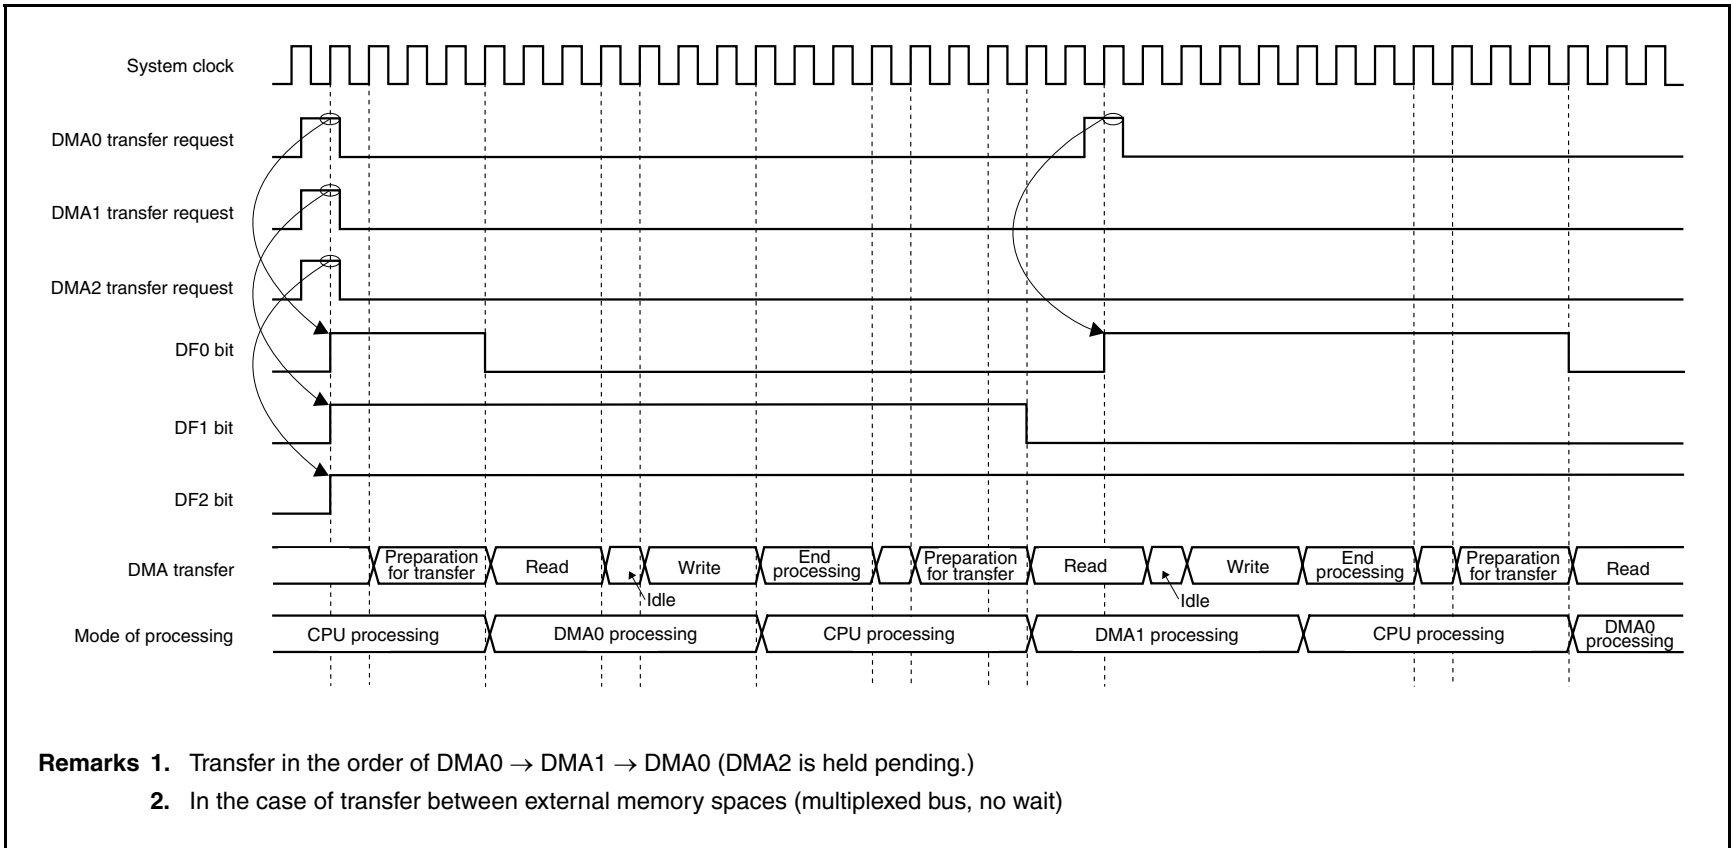 System clock
DMA0 transfer request
DMA1 transfer request
DMA2 transfer request
DF0 bit
DF1 bit
DF2 bit
DMA transfer
Preparation
for transfer
Read
Idle
Write
End
processing
Preparation
for transfer
Read
Idle
Write
End
processing
Preparation
for transfer
Read
Mode of processing
CPU processing
DMA0 processing
CPU processing
DMA1 processing
CPU processing
DMA0
processing
Remarks 1. Transfer in the order of DMA0 → DMA1 → DMA0 (DMA2 is held pending.)
2. In the case of transfer between external memory spaces (multiplexed bus, no wait)